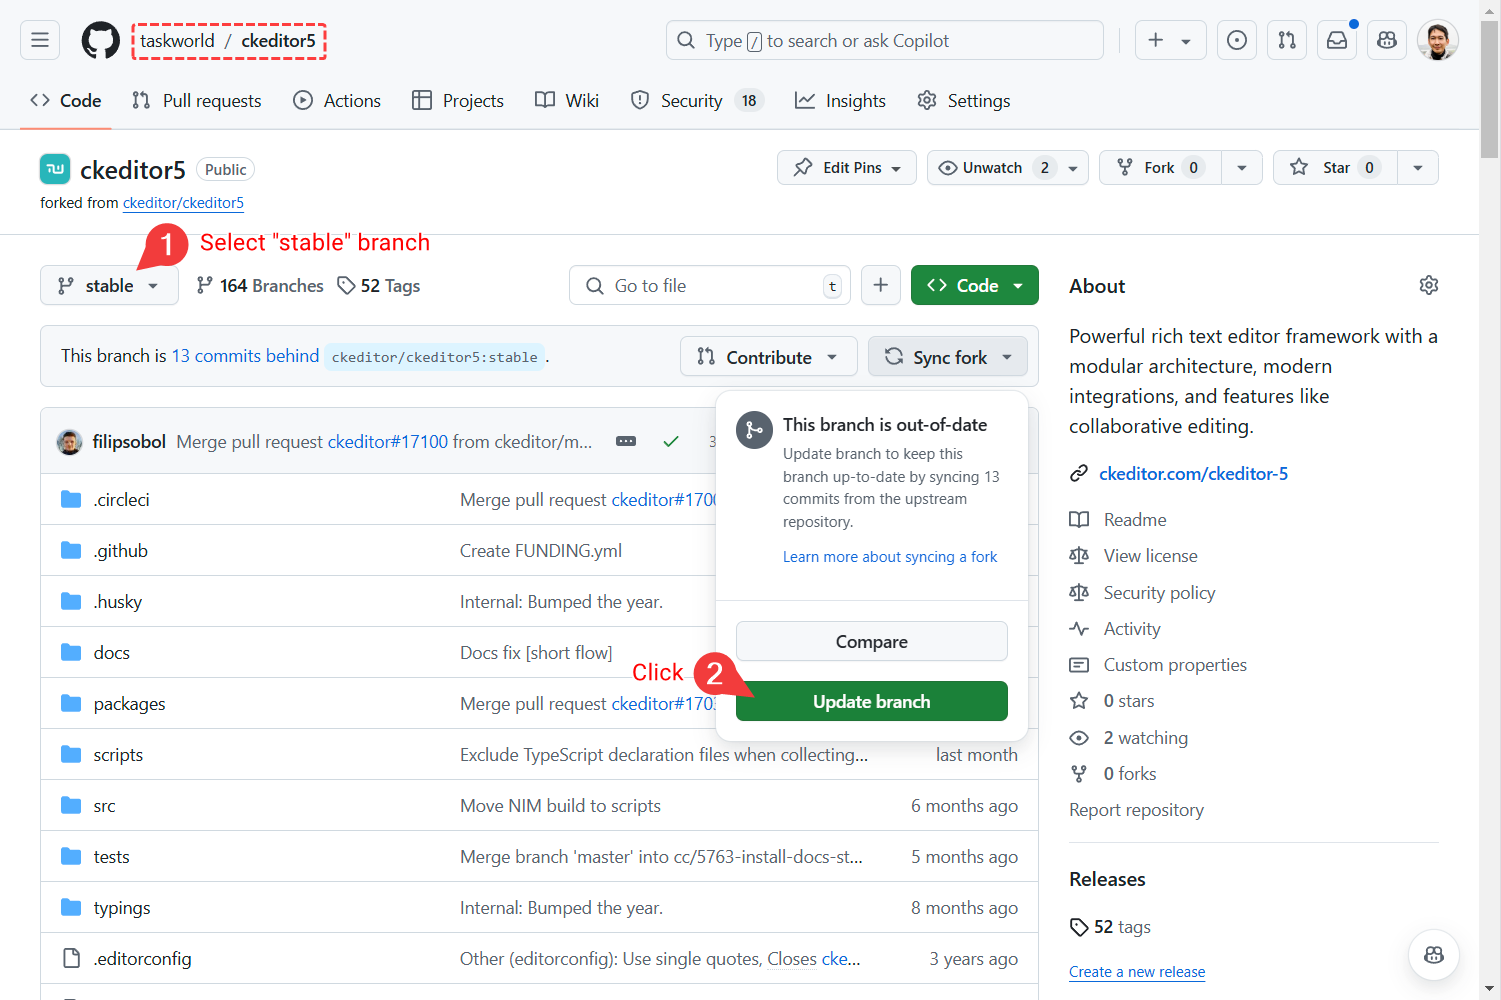 taskworld / ckeditor5
Type / to search or ask Copilot
Code
Pull requests
Actions
Projects
Wiki
Security 18
Insights
Settings
ckeditor5 Public
Edit Pins
Unwatch 2
Fork 0
Star 0
forked from ckeditor/ckeditor5
1 Select "stable" branch
stable
164 Branches
52 Tags
Go to file t
Code
This branch is 13 commits behind ckeditor/ckeditor5:stable.
Contribute
Sync fork
filipsobol Merge pull request ckeditor#17100 from ckeditor/m... 3
.circleci Merge pull request ckeditor#170
.github Create FUNDING.yml
.husky Internal: Bumped the year.
docs Docs fix [short flow]
packages Merge pull request ckeditor#170
scripts Exclude TypeScript declaration files when collecting... last month
src Move NIM build to scripts 6 months ago
tests Merge branch 'master' into cc/5763-install-docs-st... 5 months ago
typings Internal: Bumped the year. 8 months ago
.editorconfig Other (editorconfig): Use single quotes, Closes cke... 3 years ago
This branch is out-of-date
Update branch to keep this
branch up-to-date by syncing 13
commits from the upstream
repository.
Learn more about syncing a fork
Compare
Click 2
Update branch
About
Powerful rich text editor framework with a
modular architecture, modern
integrations, and features like
collaborative editing.
ckeditor.com/ckeditor-5
Readme
View license
Security policy
Activity
Custom properties
0 stars
2 watching
0 forks
Report repository
Releases
52 tags
Create a new release